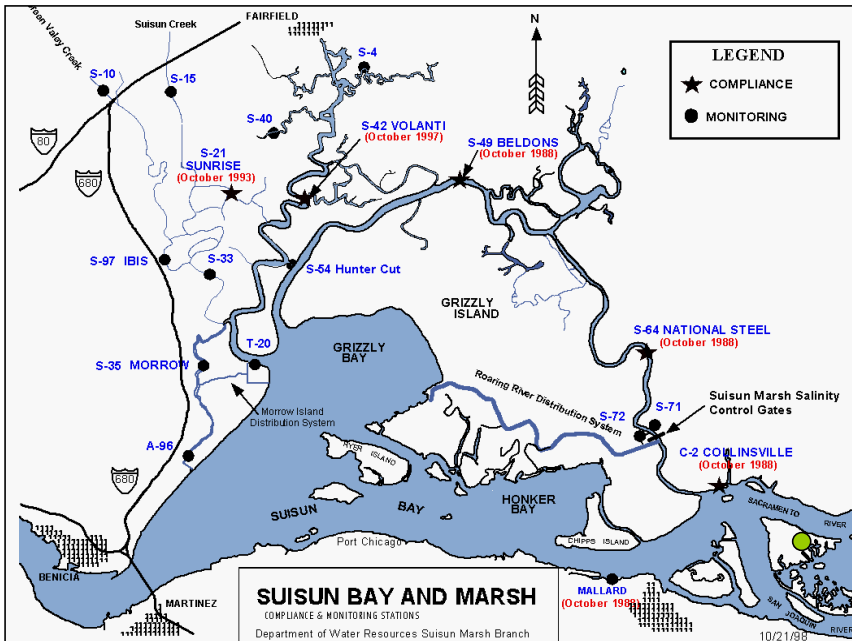 Green Valey Creek
Suisun Creek
FAIRFIELD
S-10
S-15
S-4
N
LEGEND
COMPLIANCE
MONITORING
80
680
S-40
S-42 VOLANTI
(October 1997)
S-49 BELDONS
(October 1988)
S-21
SUNRISE
(October 1993)
S-97 IBIS
S-33
S-54 Hunter Cut
GRIZZLY
ISLAND
GRIZZLY
BAY
S-64 NATIONAL STEEL
(October 1988)
S-35 MORROW
T-20
Morrow Island
Distribution System
Roaring River Distribution System
S-72
S-71
Suisun Marsh Salinity
Control Gates
A-96
680
C-2 COLLINSVILLE
(October 1988)
RYER ISLAND
SUISUN
BAY
HONKER
BAY
SACRAMENTO
RIVER
Port Chicago
CHIPPS ISLAND
BENICIA
MARTINEZ
MALLARD
(October 1988)
SAN JOAQUIN
RIVER
SUISUN BAY AND MARSH
COMPLIANCE & MONITORING STATIONS
Department of Water Resources Suisun Marsh Branch
10/21/98